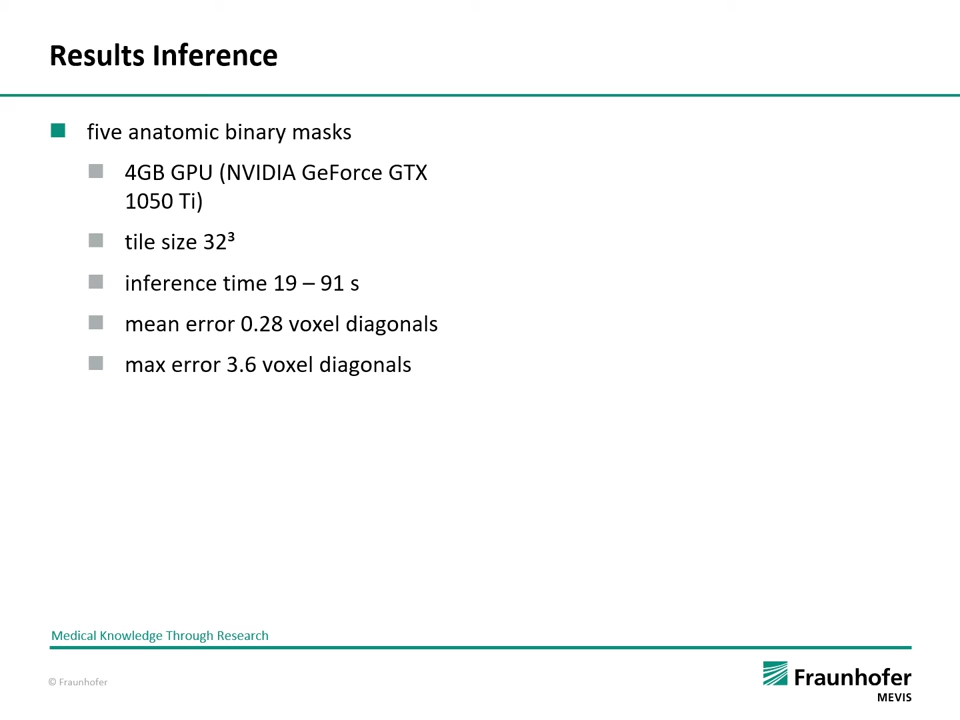 Results Inference
five anatomic binary masks
4GB GPU (NVIDIA GeForce GTX
1050 Ti)
tile size 32³
inference time 19 – 91 s
mean error 0.28 voxel diagonals
max error 3.6 voxel diagonals
Medical Knowledge Through Research
© Fraunhofer
Fraunhofer
MEVIS